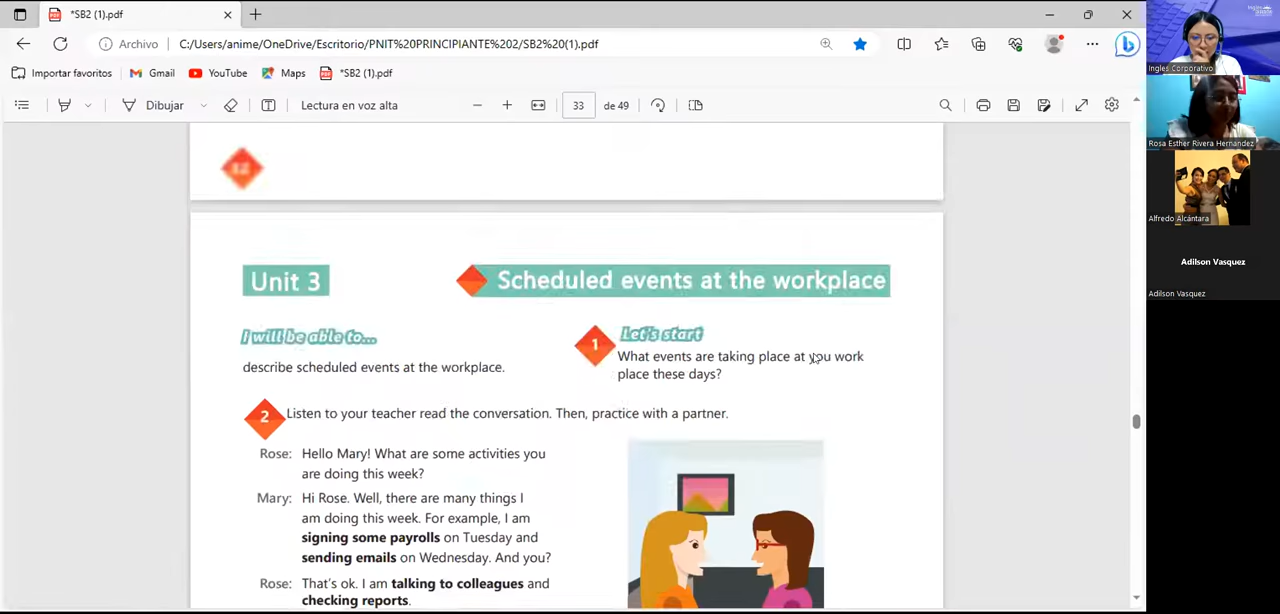 *SB2 (1).pdf
Archivo
C:/Users/anime/OneDrive/Escritorio/PNIT%20PRINCIPIANTE%202/SB2%20(1).pdf
Importar favoritos
Gmail
YouTube
Maps
*SB2 (1).pdf
Dibujar
Lectura en voz alta
33
de 49
Unit 3
Scheduled events at the workplace
I will be able to...
describe scheduled events at the workplace.
1
Let's start
What events are taking place at you work
place these days?
2
Listen to your teacher read the conversation. Then, practice with a partner.
Rose: Hello Mary! What are some activities you
are doing this week?
Mary: Hi Rose. Well, there are many things I
am doing this week. For example, I am
signing some payrolls on Tuesday and
sending emails on Wednesday. And you?
Rose: That's ok. I am talking to colleagues and
checking reports.
Ingles Corporativo
Rosa Esther Rivera Hernandez
Alfredo Alcántara
Adilson Vasquez
Adilson Vasquez